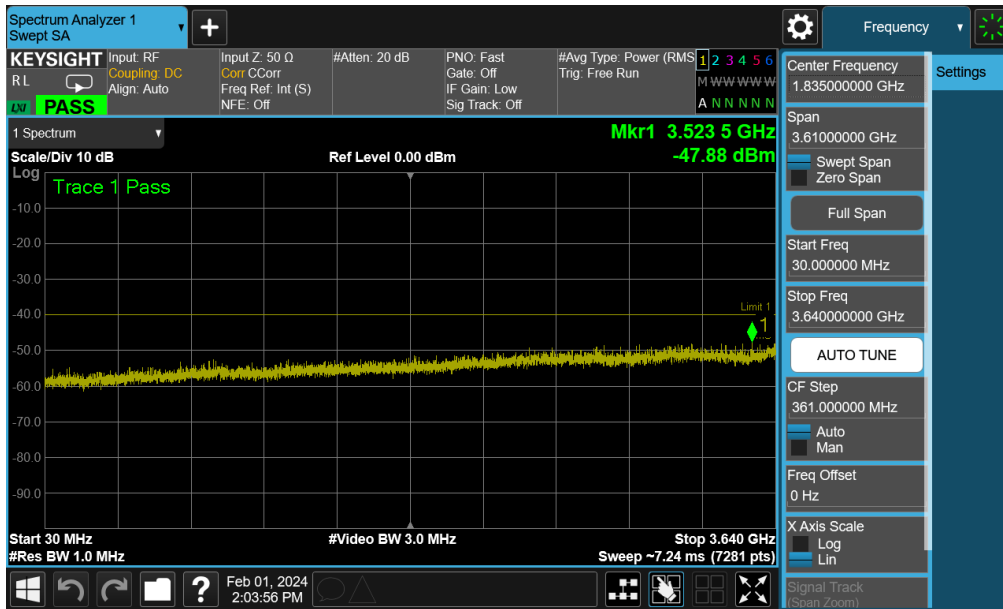 Spectrum Analyzer 1
Swept SA
Frequency
KEYSIGHT
R L
LXI PASS
Input: RF
Coupling: DC
Align: Auto
Input Z: 50 Ω
Corr CCorr
Freq Ref: Int (S)
NFE: Off
#Atten: 20 dB
PNO: Fast
Gate: Off
IF Gain: Low
Sig Track: Off
#Avg Type: Power (RMS
Trig: Free Run
1 2 3 4 5 6
M W W W W W
A N N N N N
1 Spectrum
Mkr1 3.523 5 GHz
Scale/Div 10 dB
Ref Level 0.00 dBm
-47.88 dBm
Log
Trace 1 Pass
-10.0
-20.0
-30.0
-40.0
Limit 1
1
-50.0
-60.0
-70.0
-80.0
-90.0
Start 30 MHz
#Video BW 3.0 MHz
Stop 3.640 GHz
#Res BW 1.0 MHz
Sweep ~7.24 ms (7281 pts)
Center Frequency
1.835000000 GHz
Settings
Span
3.61000000 GHz
Swept Span
Zero Span
Full Span
Start Freq
30.000000 MHz
Stop Freq
3.640000000 GHz
AUTO TUNE
CF Step
361.000000 MHz
Auto
Man
Freq Offset
0 Hz
X Axis Scale
Log
Lin
Signal Track
(Span Zoom)
?
Feb 01, 2024
2:03:56 PM